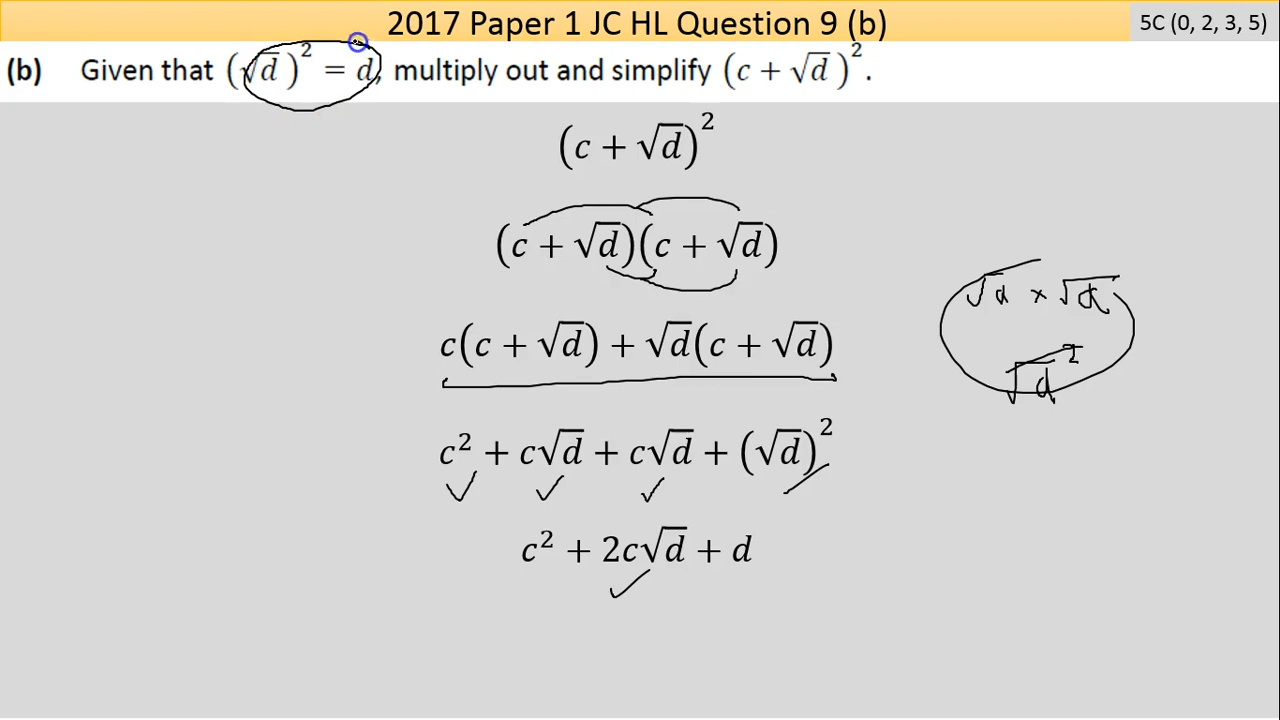 2017 Paper 1 JC HL Question 9 (b)
5C (0, 2, 3, 5)
(b) Given that (√d)² = d, multiply out and simplify (c + √d)².
(c + √d)²
(c + √d)(c + √d)
√d × √d
c(c + √d) + √d(c + √d)
√d²
c² + c√d + c√d + (√d)²
c² + 2c√d + d